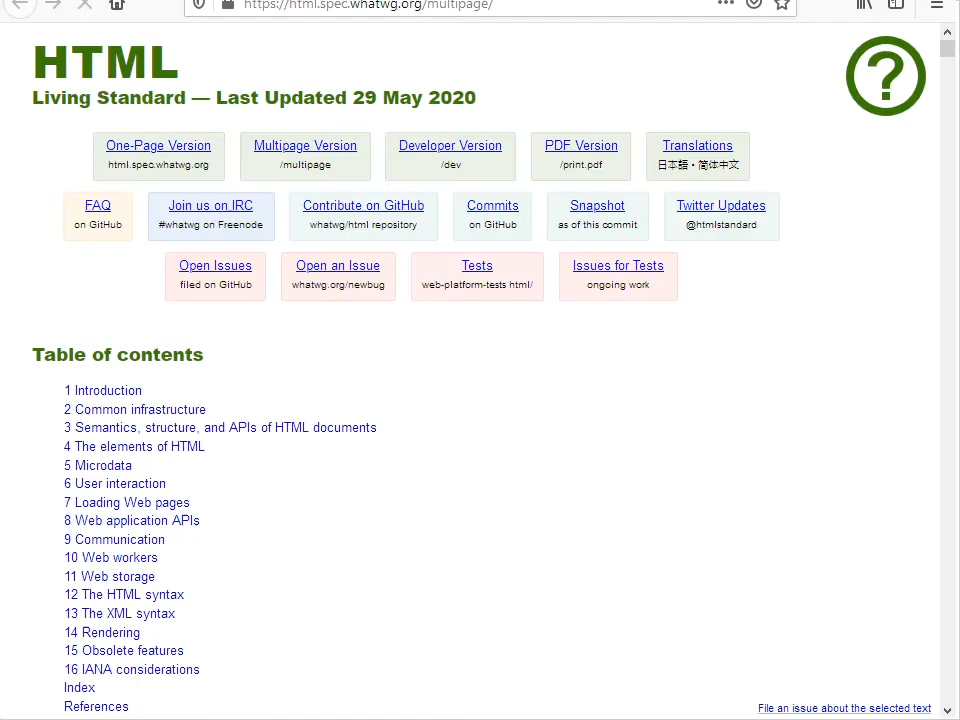 https://html.spec.whatwg.org/multipage/
HTML
Living Standard — Last Updated 29 May 2020
One-Page Version
html.spec.whatwg.org
Multipage Version
/multipage
Developer Version
/dev
PDF Version
/print.pdf
Translations
日本語 • 简体中文
FAQ
on GitHub
Join us on IRC
#whatwg on Freenode
Contribute on GitHub
whatwg/html repository
Commits
on GitHub
Snapshot
as of this commit
Twitter Updates
@htmlstandard
Open Issues
filed on GitHub
Open an Issue
whatwg.org/newbug
Tests
web-platform-tests html/
Issues for Tests
ongoing work
Table of contents
1 Introduction
2 Common infrastructure
3 Semantics, structure, and APIs of HTML documents
4 The elements of HTML
5 Microdata
6 User interaction
7 Loading Web pages
8 Web application APIs
9 Communication
10 Web workers
11 Web storage
12 The HTML syntax
13 The XML syntax
14 Rendering
15 Obsolete features
16 IANA considerations
Index
References
File an issue about the selected text